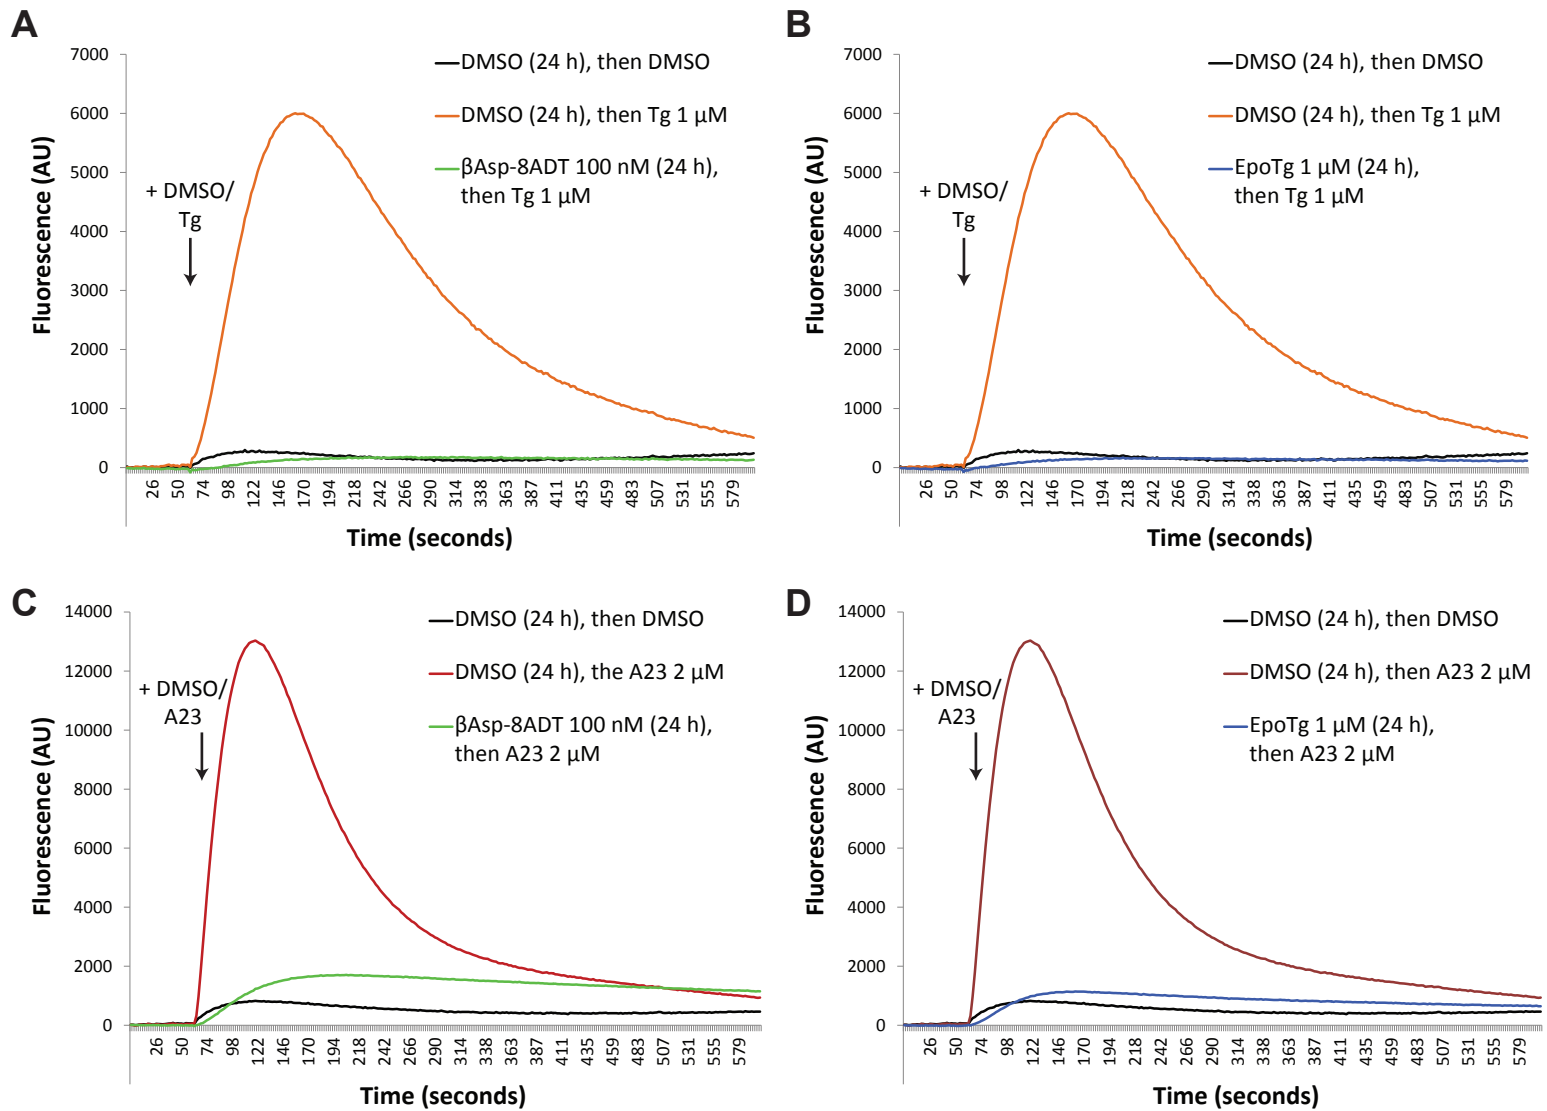 A
7000
6000
5000
4000
3000
2000
1000
0
Fluorescence (AU)
DMSO (24 h), then DMSO
DMSO (24 h), then Tg 1 µM
βAsp-8ADT 100 nM (24 h),
then Tg 1 µM
+ DMSO/
Tg
26 50 74 98 122 146 170 194 218 242 266 290 314 338 363 387 411 435 459 483 507 531 555 579
Time (seconds)
B
7000
6000
5000
4000
3000
2000
1000
0
Fluorescence (AU)
DMSO (24 h), then DMSO
DMSO (24 h), then Tg 1 µM
EpoTg 1 µM (24 h),
then Tg 1 µM
+ DMSO/
Tg
26 50 74 98 122 146 170 194 218 242 266 290 314 338 363 387 411 435 459 483 507 531 555 579
Time (seconds)
C
14000
12000
10000
8000
6000
4000
2000
0
Fluorescence (AU)
DMSO (24 h), then DMSO
DMSO (24 h), the A23 2 µM
βAsp-8ADT 100 nM (24 h),
then A23 2 µM
+ DMSO/
A23
26 50 74 98 122 146 170 194 218 242 266 290 314 338 363 387 411 435 459 483 507 531 555 579
Time (seconds)
D
14000
12000
10000
8000
6000
4000
2000
0
Fluorescence (AU)
DMSO (24 h), then DMSO
DMSO (24 h), then A23 2 µM
EpoTg 1 µM (24 h),
then A23 2 µM
+ DMSO/
A23
26 50 74 98 122 146 170 194 218 242 266 290 314 338 363 387 411 435 459 483 507 531 555 579
Time (seconds)